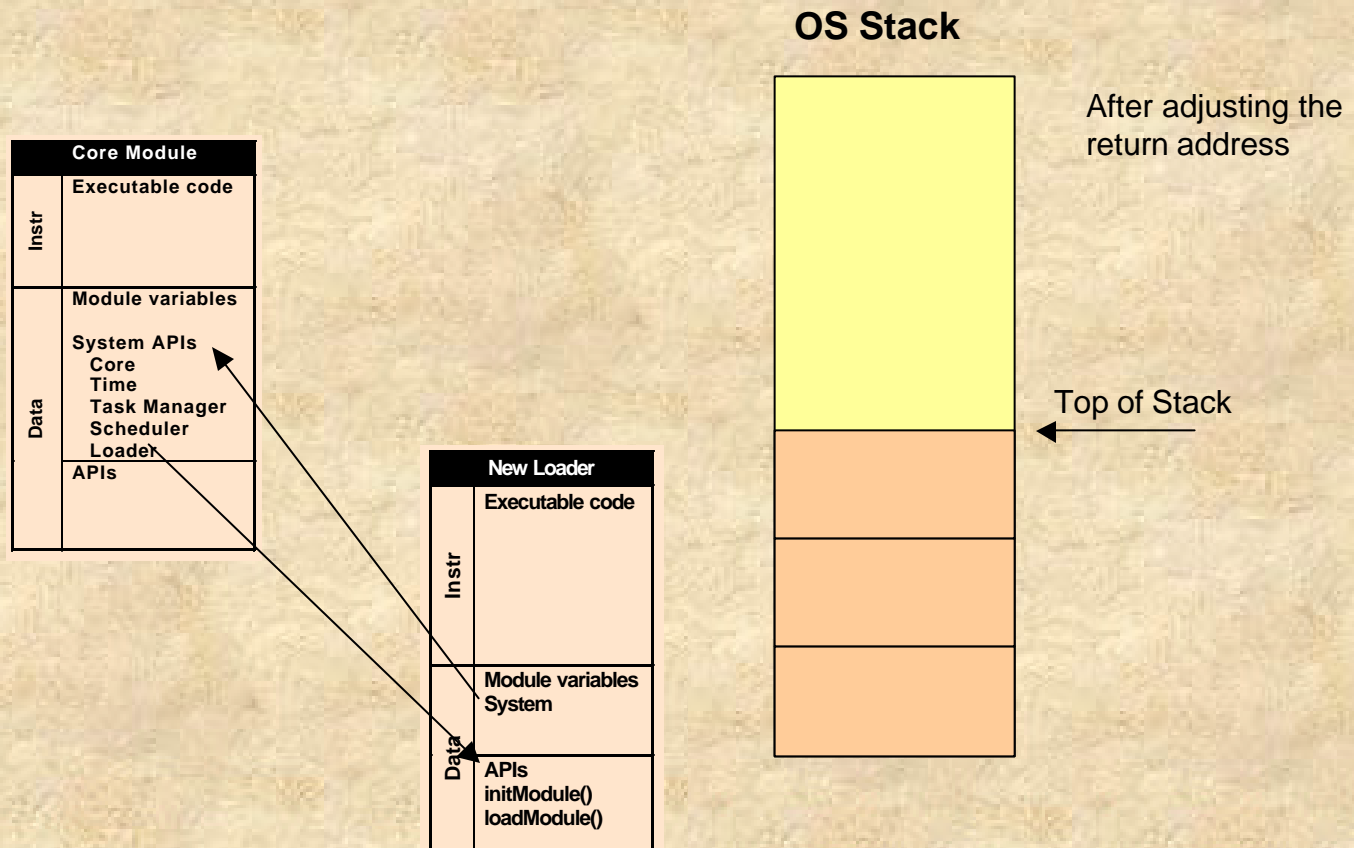 OS Stack
After adjusting the
return address
Core Module
Instr
Executable code
Data
Module variables
System APIs
Core
Time
Task Manager
Scheduler
Loader
APIs
Top of Stack
New Loader
Instr
Executable code
Data
Module variables
System
APIs
initModule()
loadModule()